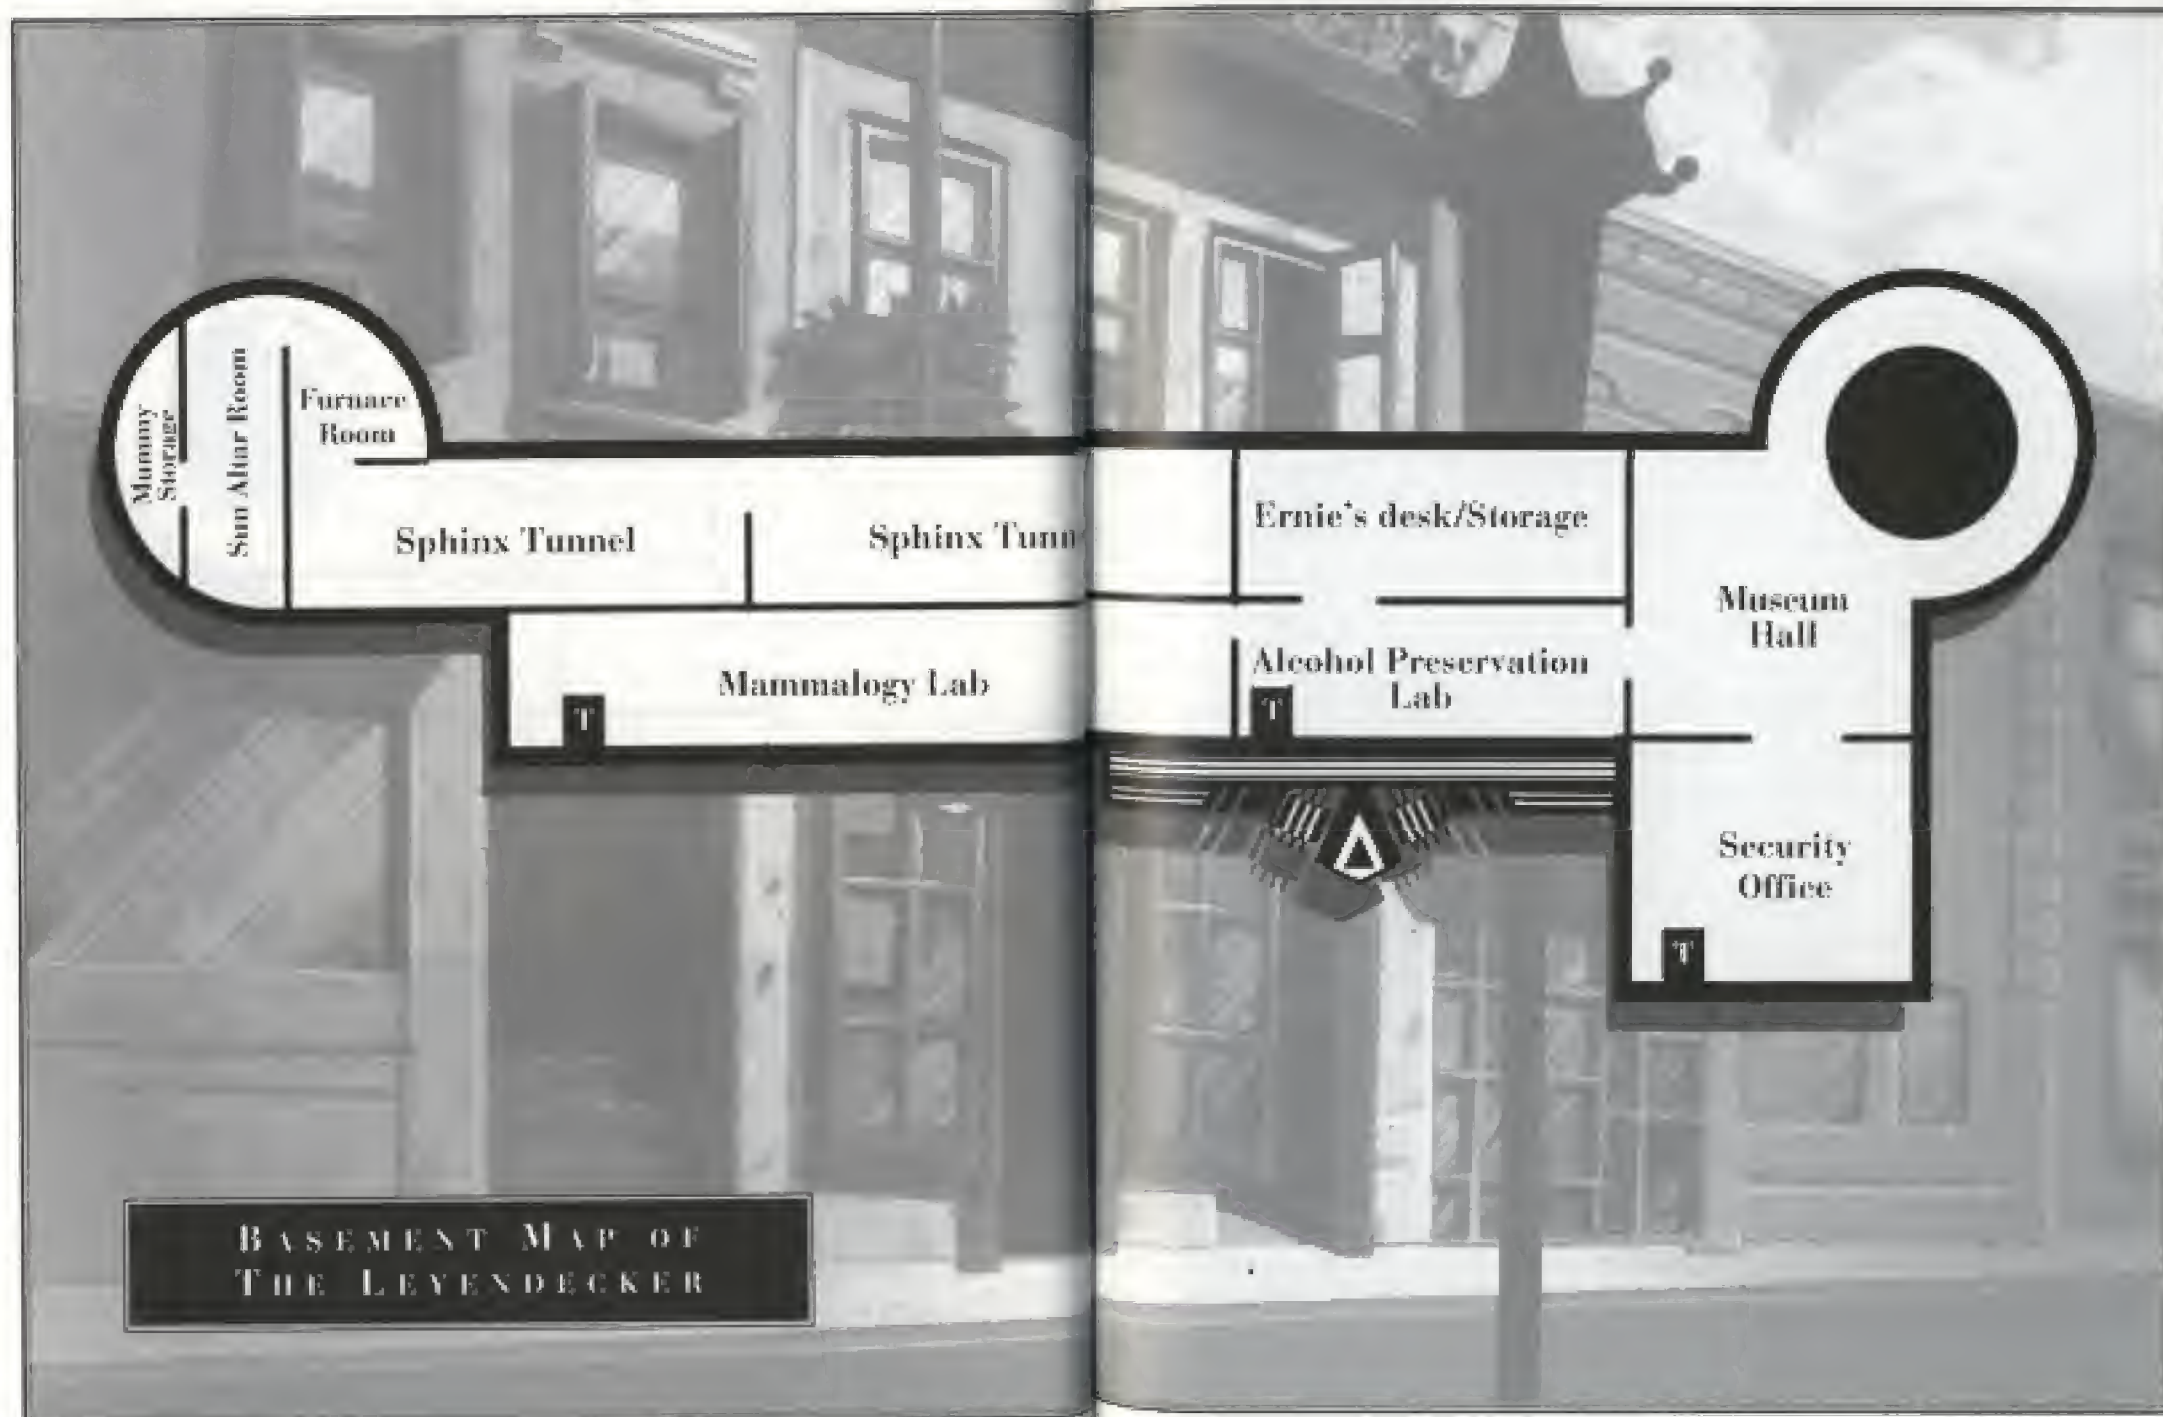 Mummy
Storage
Sun Altar Room
Furnace
Room
Sphinx Tunnel
Sphinx Tunn
Ernie's desk/Storage
Museum
Hall
Mammalogy Lab
Alcohol Preservation
Lab
T
T
Security
Office
T
BASEMENT MAP OF
THE LEYENDECKER